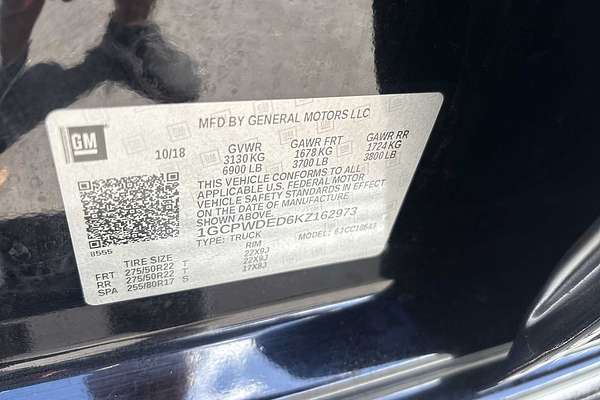 MFD BY GENERAL MOTORS LLC
GM
10/18
GVWR GAWR FRT GAWR RR
3130 KG 1678 KG 1724 KG
6900 LB 3700 LB 3800 LB
THIS VEHICLE CONFORMS TO ALL
APPLICABLE U.S. FEDERAL MOTOR
VEHICLE SAFETY STANDARDS IN EFFECT
ON THE DATE OF MANUFACTURE
SHOWN ABOVE.
1GCPWDED6KZ162973
TYPE: TRUCK MODEL:
8555
TIRE SIZE RIM
FRT 275/50R22 T 22X9J
RR 275/50R22 T 22X9J
SPA 255/80R17 S 17X8J